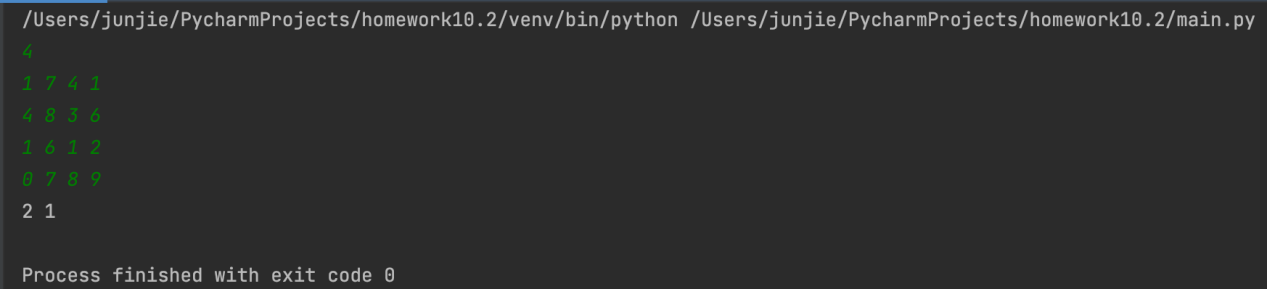 /Users/junjie/PycharmProjects/homework10.2/venv/bin/python /Users/junjie/PycharmProjects/homework10.2/main.py
4
1 7 4 1
4 8 3 6
1 6 1 2
0 7 8 9
2 1
Process finished with exit code 0